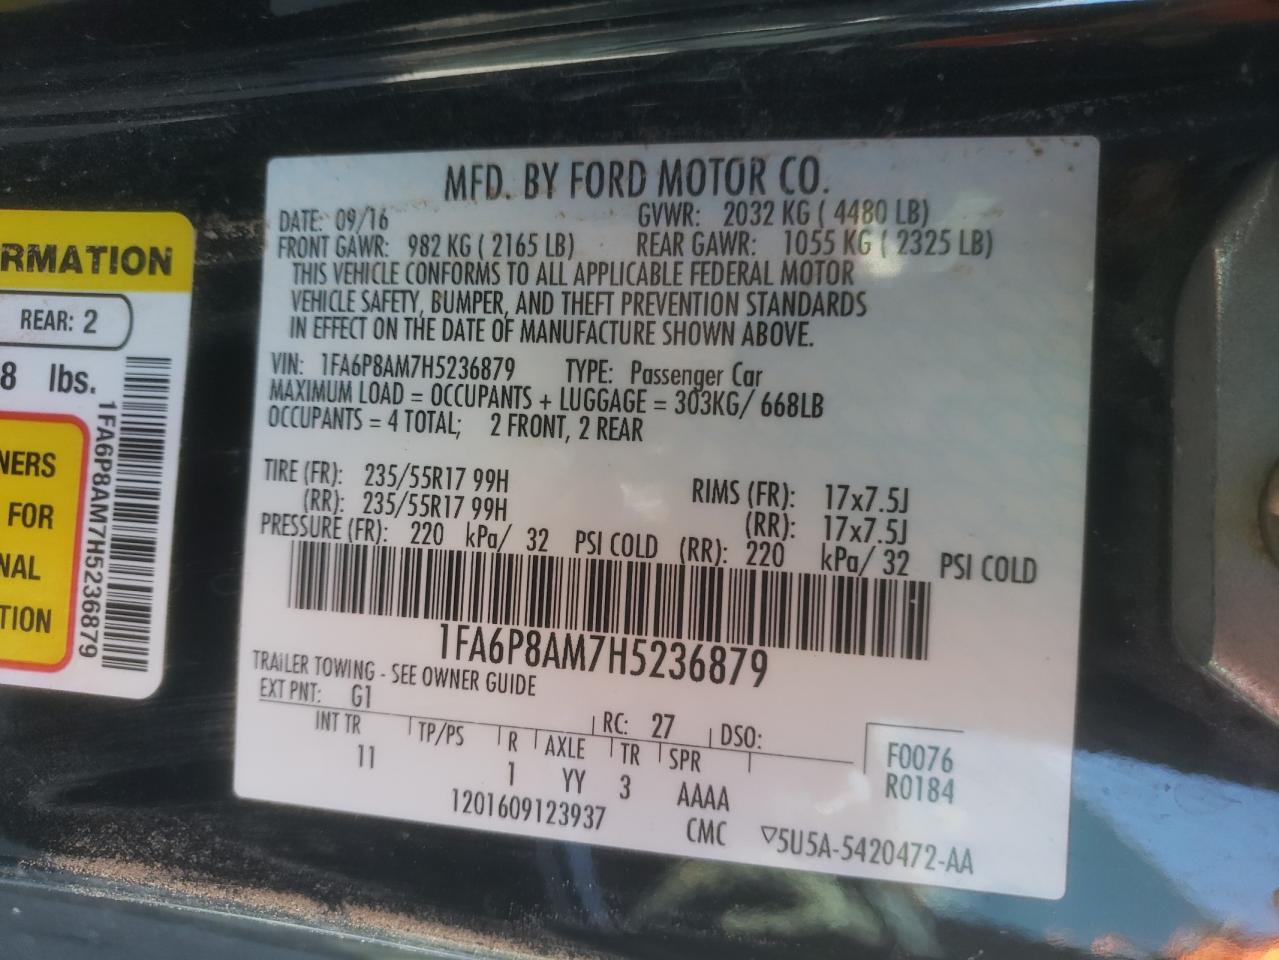 MFD. BY FORD MOTOR CO.
DATE: 09/16 GVWR: 2032 KG ( 4480 LB)
FRONT GAWR: 982 KG ( 2165 LB) REAR GAWR: 1055 KG ( 2325 LB)
THIS VEHICLE CONFORMS TO ALL APPLICABLE FEDERAL MOTOR
VEHICLE SAFETY, BUMPER, AND THEFT PREVENTION STANDARDS
IN EFFECT ON THE DATE OF MANUFACTURE SHOWN ABOVE.
VIN: 1FA6P8AM7H5236879 TYPE: Passenger Car
MAXIMUM LOAD = OCCUPANTS + LUGGAGE = 303KG/ 668LB
OCCUPANTS = 4 TOTAL; 2 FRONT, 2 REAR
TIRE (FR): 235/55R17 99H RIMS (FR): 17x7.5J
(RR): 235/55R17 99H (RR): 17x7.5J
PRESSURE (FR): 220 kPa/ 32 PSI COLD (RR): 220 kPa/ 32 PSI COLD
1FA6P8AM7H5236879
TRAILER TOWING - SEE OWNER GUIDE
EXT PNT: G1 RC: 27 DSO:
INT TR TP/PS R AXLE TR SPR F0076
11 1 YY 3 AAAA R0184
1201609123937 CMC ▽5U5A-5420472-AA
RMATION
REAR: 2
8 lbs.
NERS
FOR
NAL
TION
1FA6P8AM7H5236879